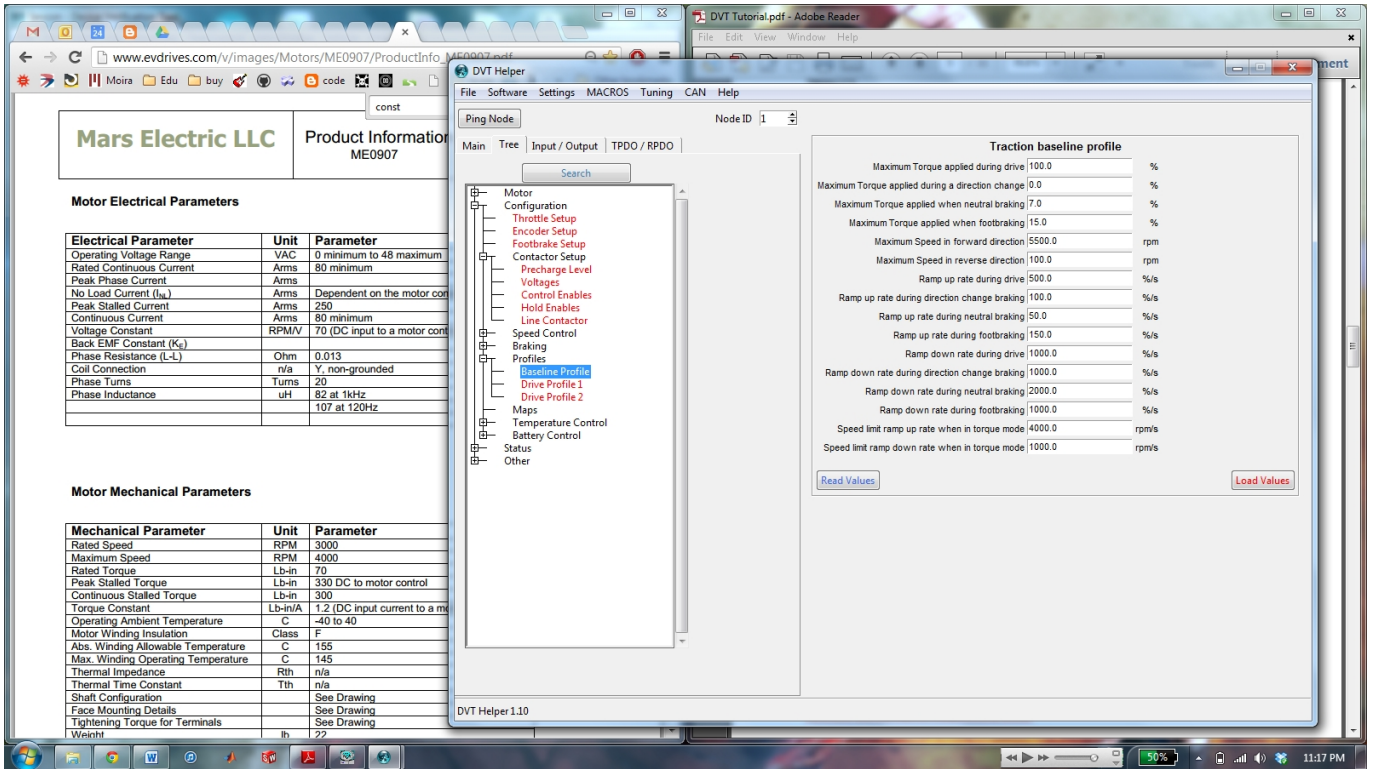 DVT Tutorial.pdf - Adobe Reader
File Edit View Window Help
www.evdrives.com/v/images/Motors/ME0907/ProductInfo_ME0907.pdf
Moira Edu buy code
const
Mars Electric LLC
Product Information
ME0907
Motor Electrical Parameters
Electrical Parameter Unit Parameter
Operating Voltage Range VAC 0 minimum to 48 maximum
Rated Continuous Current Arms 80 minimum
Peak Phase Current Arms
No Load Current (INL) Arms Dependent on the motor con
Peak Stalled Current Arms 250
Continuous Current Arms 80 minimum
Voltage Constant RPM/V 70 (DC input to a motor cont
Back EMF Constant (KE)
Phase Resistance (L-L) Ohm 0.013
Coil Connection n/a Y, non-grounded
Phase Turns Turns 20
Phase Inductance uH 82 at 1kHz
107 at 120Hz
Motor Mechanical Parameters
Mechanical Parameter Unit Parameter
Rated Speed RPM 3000
Maximum Speed RPM 4000
Rated Torque Lb-in 70
Peak Stalled Torque Lb-in 330 DC to motor control
Continuous Stalled Torque Lb-in 300
Torque Constant Lb-in/A 1.2 (DC input current to a mo
Operating Ambient Temperature C -40 to 40
Motor Winding Insulation Class F
Abs. Winding Allowable Temperature C 155
Max. Winding Operating Temperature C 145
Thermal Impedance Rth n/a
Thermal Time Constant Tth n/a
Shaft Configuration See Drawing
Face Mounting Details See Drawing
Tightening Torque for Terminals See Drawing
Weight lb 22
DVT Helper
File Software Settings MACROS Tuning CAN Help
Ping Node Node ID 1
Main Tree Input / Output TPDO / RPDO
Search
Motor
Configuration
Throttle Setup
Encoder Setup
Footbrake Setup
Contactor Setup
Precharge Level
Voltages
Control Enables
Hold Enables
Line Contactor
Speed Control
Braking
Profiles
Baseline Profile
Drive Profile 1
Drive Profile 2
Maps
Temperature Control
Battery Control
Status
Other
Traction baseline profile
Maximum Torque applied during drive 100.0 %
Maximum Torque applied during a direction change 0.0 %
Maximum Torque applied when neutral braking 7.0 %
Maximum Torque applied when footbraking 15.0 %
Maximum Speed in forward direction 5500.0 rpm
Maximum Speed in reverse direction 100.0 rpm
Ramp up rate during drive 500.0 %/s
Ramp up rate during direction change braking 100.0 %/s
Ramp up rate during neutral braking 50.0 %/s
Ramp up rate during footbraking 150.0 %/s
Ramp down rate during drive 1000.0 %/s
Ramp down rate during direction change braking 1000.0 %/s
Ramp down rate during neutral braking 2000.0 %/s
Ramp down rate during footbraking 1000.0 %/s
Speed limit ramp up rate when in torque mode 4000.0 rpm/s
Speed limit ramp down rate when in torque mode 1000.0 rpm/s
Read Values Load Values
DVT Helper 1.10
ment
50% 11:17 PM